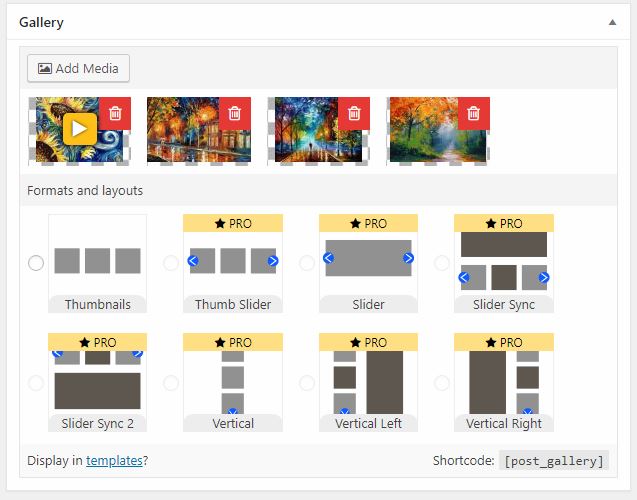 Gallery
Add Media
Formats and layouts
PRO PRO PRO
Thumbnails Thumb Slider Slider Slider Sync
PRO PRO PRO PRO
Slider Sync 2 Vertical Vertical Left Vertical Right
Display in templates? Shortcode: [post_gallery]